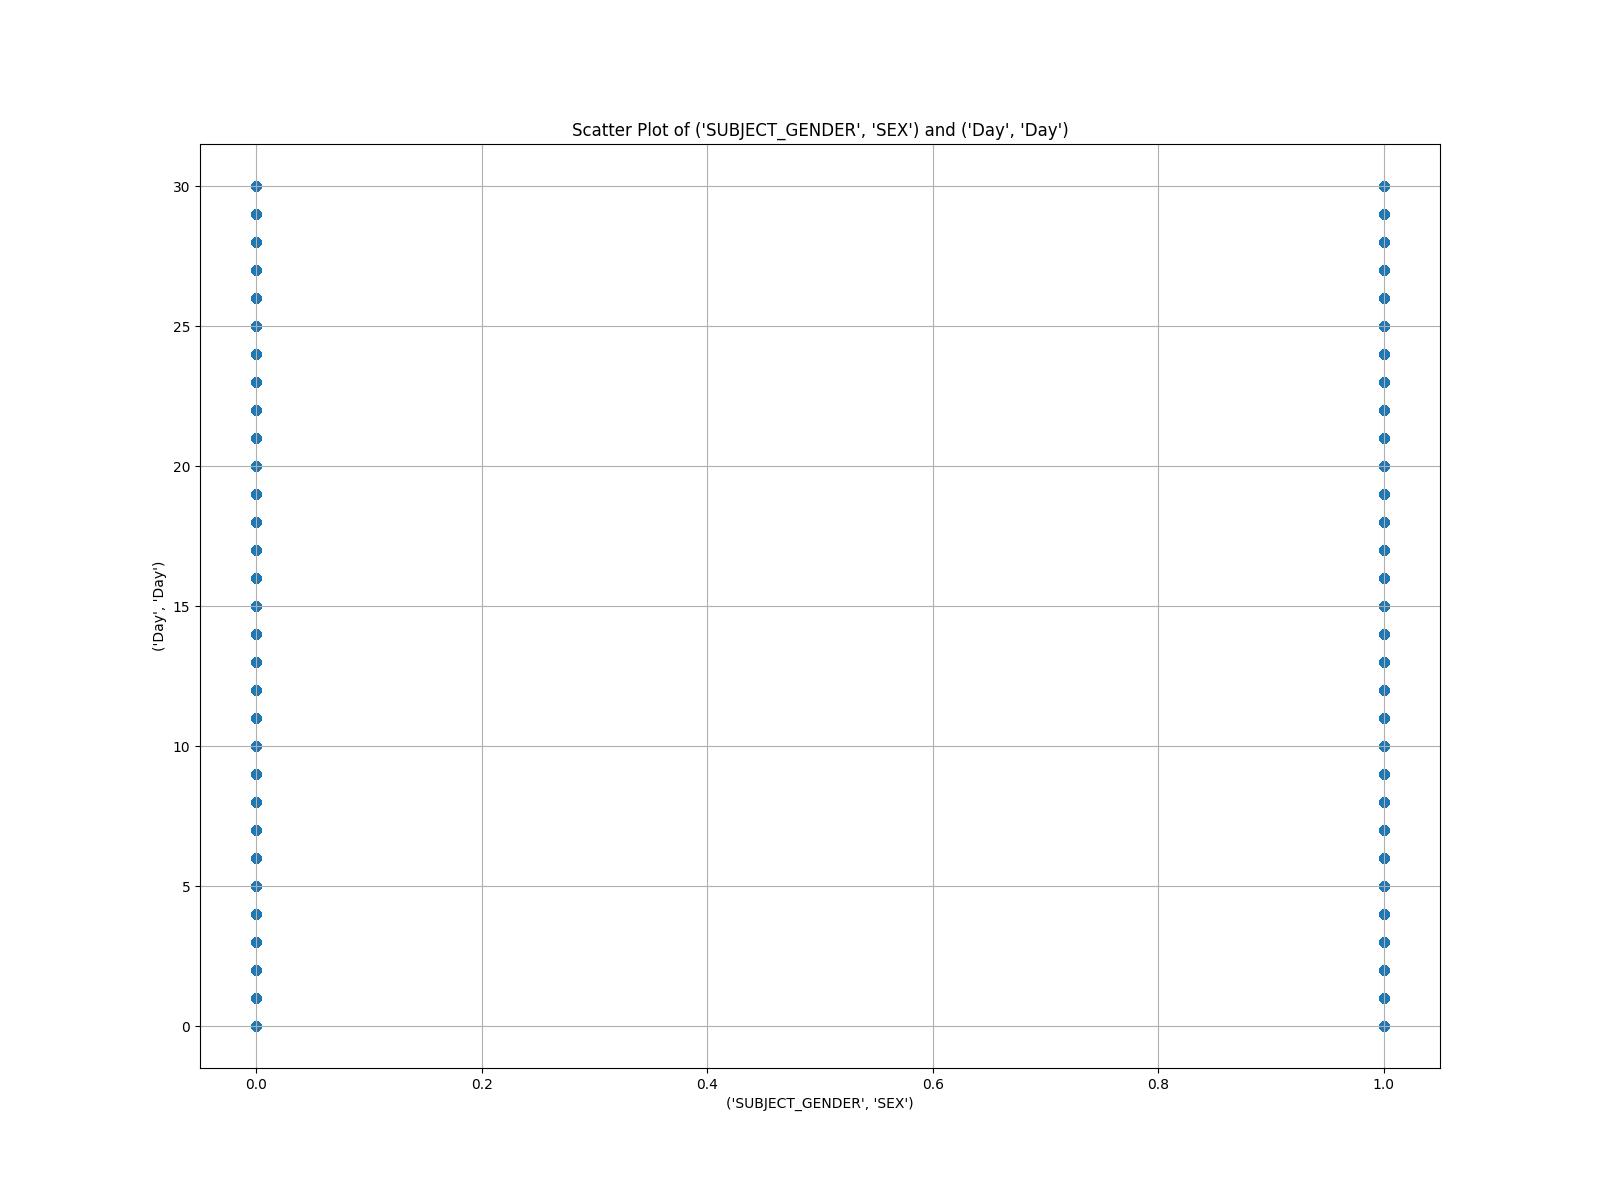 Scatter Plot of ('SUBJECT_GENDER', 'SEX') and ('Day', 'Day')
('Day', 'Day')
30
25
20
15
10
5
0
0.0 0.2 0.4 0.6 0.8 1.0
('SUBJECT_GENDER', 'SEX')